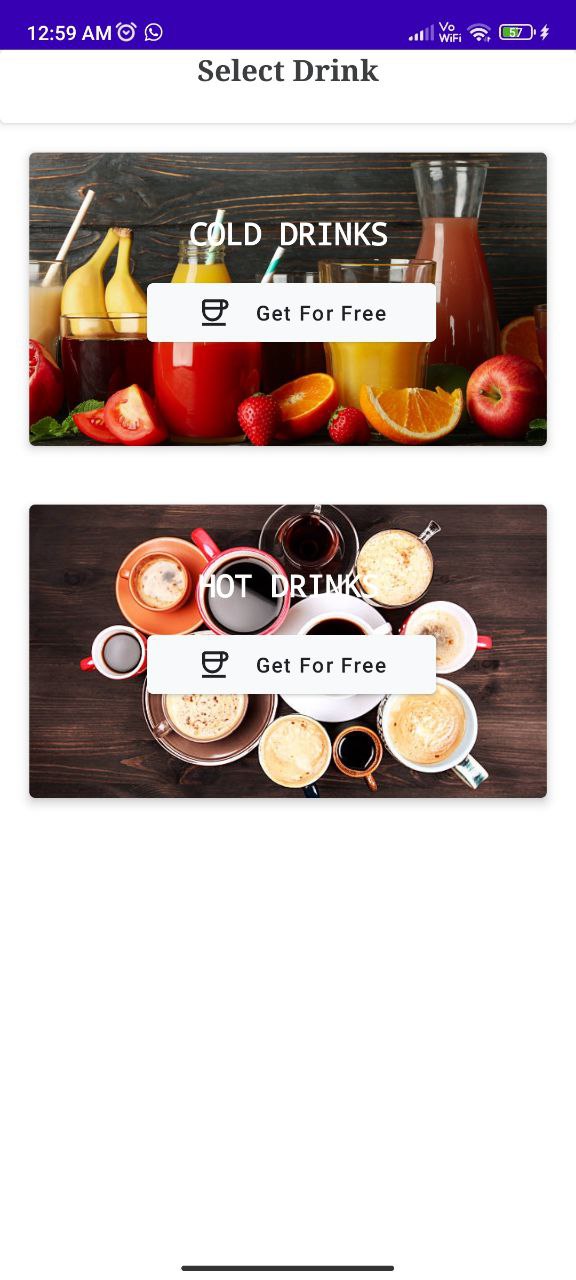 12:59 AM
Vo
WiFi
57
Select Drink
COLD DRINKS
Get For Free
HOT DRINKS
Get For Free